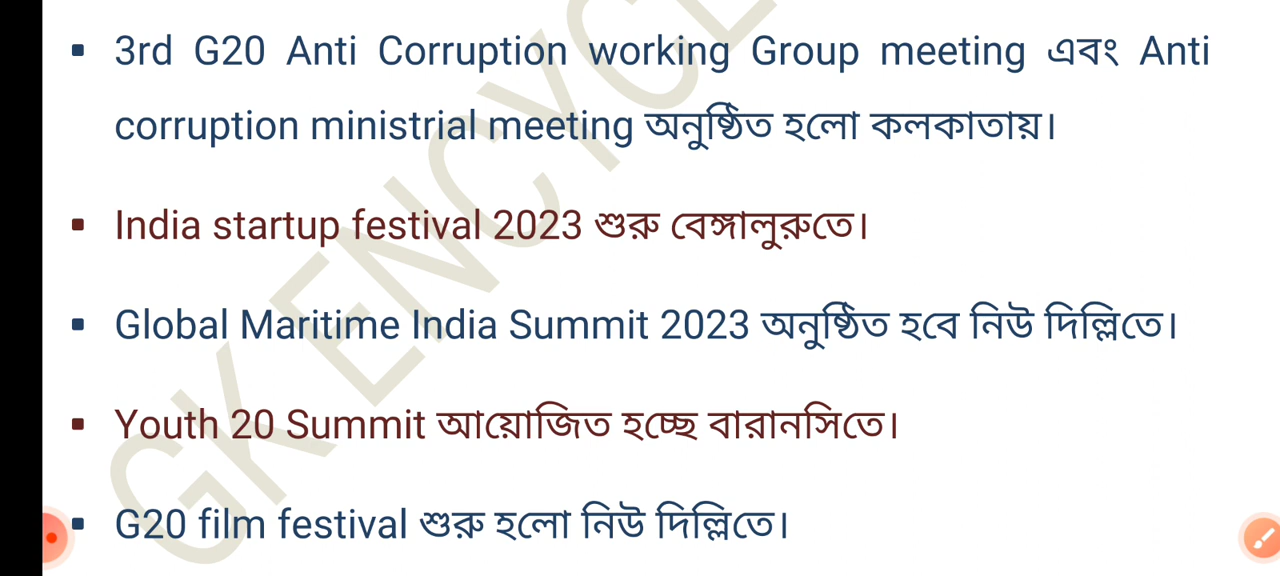 ▪ 3rd G20 Anti Corruption working Group meeting এবং Anti
corruption ministrial meeting অনুষ্ঠিত হলো কলকাতায়।
▪ India startup festival 2023 শুরু বেঙ্গালুরুতে।
▪ Global Maritime India Summit 2023 অনুষ্ঠিত হবে নিউ দিল্লিতে।
▪ Youth 20 Summit আয়োজিত হচ্ছে বারানসিতে।
▪ G20 film festival শুরু হলো নিউ দিল্লিতে।
GK ENCYCL